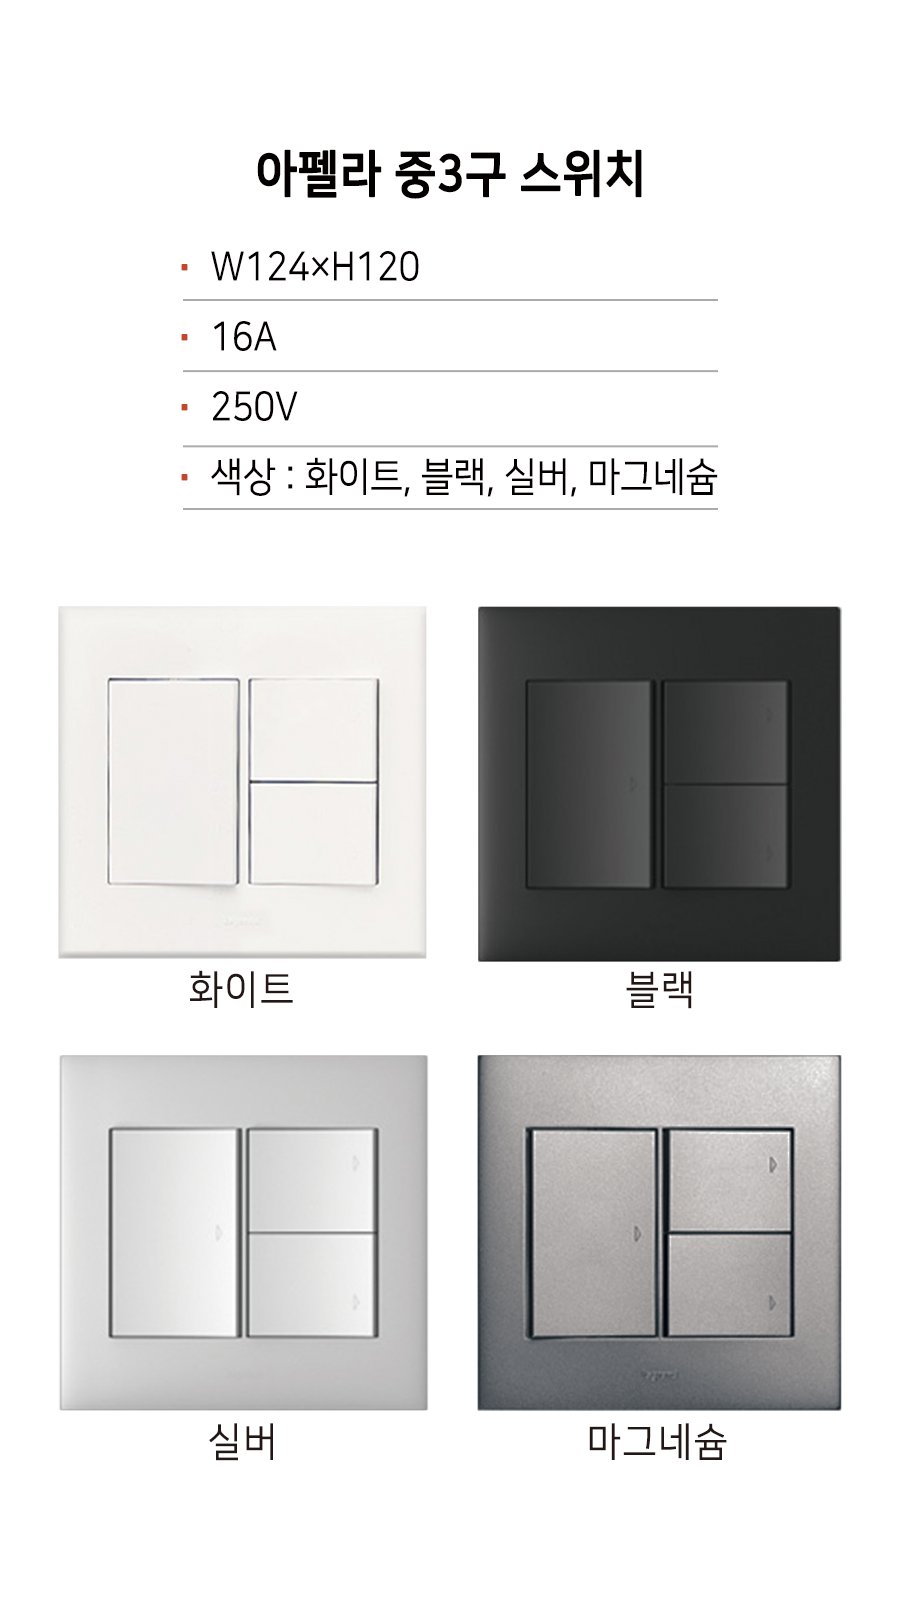 아펠라 중3구 스위치
· W124×H120
· 16A
· 250V
· 색상 : 화이트, 블랙, 실버, 마그네슘
화이트
블랙
실버
마그네슘